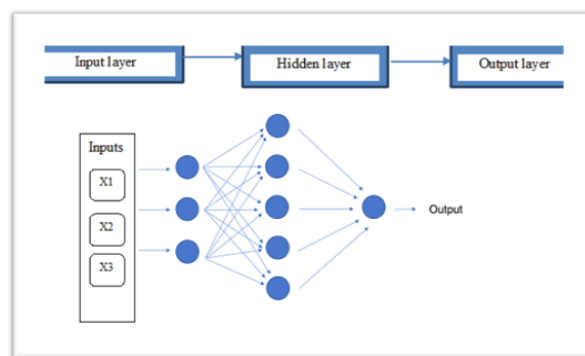 Input layer
Hidden layer
Output layer
Inputs
X1
X2
X3
Output